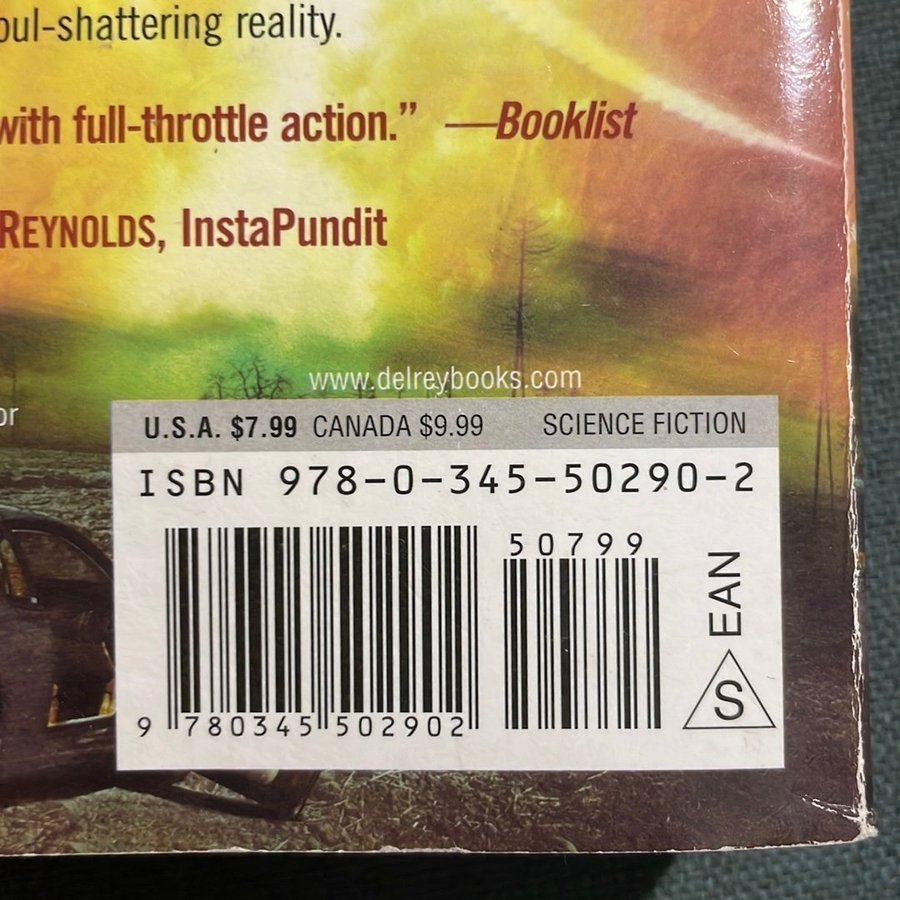 oul-shattering reality.
with full-throttle action.” —Booklist
REYNOLDS, InstaPundit
www.delreybooks.com
or
U.S.A. $7.99 CANADA $9.99 SCIENCE FICTION
ISBN 978-0-345-50290-2
50799
9 780345 502902
EAN
S